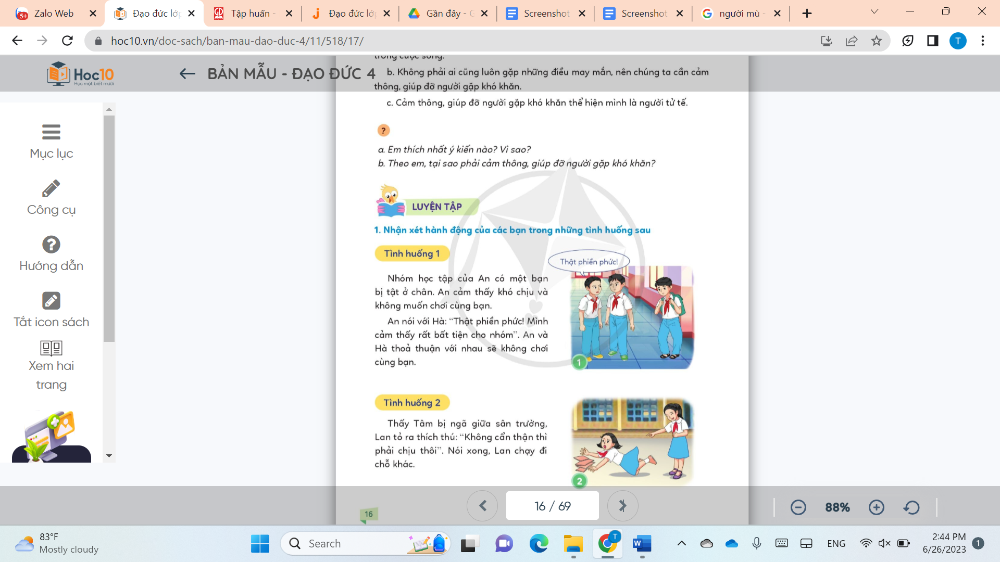 Zalo Web
Đạo đức lớp
Tập huấn -
Đạo đức lớp
Gần đây - G
Screenshot
Screenshot
người mù -
hoc10.vn/doc-sach/ban-mau-dao-duc-4/11/518/17/
T
Hoc10
Học một biết mười
BẢN MẪU - ĐẠO ĐỨC 4
trong cuộc sống.
b. Không phải ai cũng luôn gặp những điều may mắn, nên chúng ta cần cảm
thông, giúp đỡ người gặp khó khăn.
c. Cảm thông, giúp đỡ người gặp khó khăn thể hiện mình là người tử tế.
?
a. Em thích nhất ý kiến nào? Vì sao?
b. Theo em, tại sao phải cảm thông, giúp đỡ người gặp khó khăn?
LUYỆN TẬP
1. Nhận xét hành động của các bạn trong những tình huống sau
Tình huống 1
Thật phiền phức!
Nhóm học tập của An có một bạn
bị tật ở chân. An cảm thấy khó chịu và
không muốn chơi cùng bạn.
An nói với Hà: “Thật phiền phức! Mình
cảm thấy rất bất tiện cho nhóm”. An và
Hà thoả thuận với nhau sẽ không chơi
cùng bạn.
1
Tình huống 2
Thấy Tâm bị ngã giữa sân trường,
Lan tỏ ra thích thú: “Không cẩn thận thì
phải chịu thôi”. Nói xong, Lan chạy đi
chỗ khác.
2
16
Mục lục
Công cụ
Hướng dẫn
Tắt icon sách
Xem hai
trang
16 / 69
88%
83°F
Mostly cloudy
Search
ENG
2:44 PM
6/26/2023
1